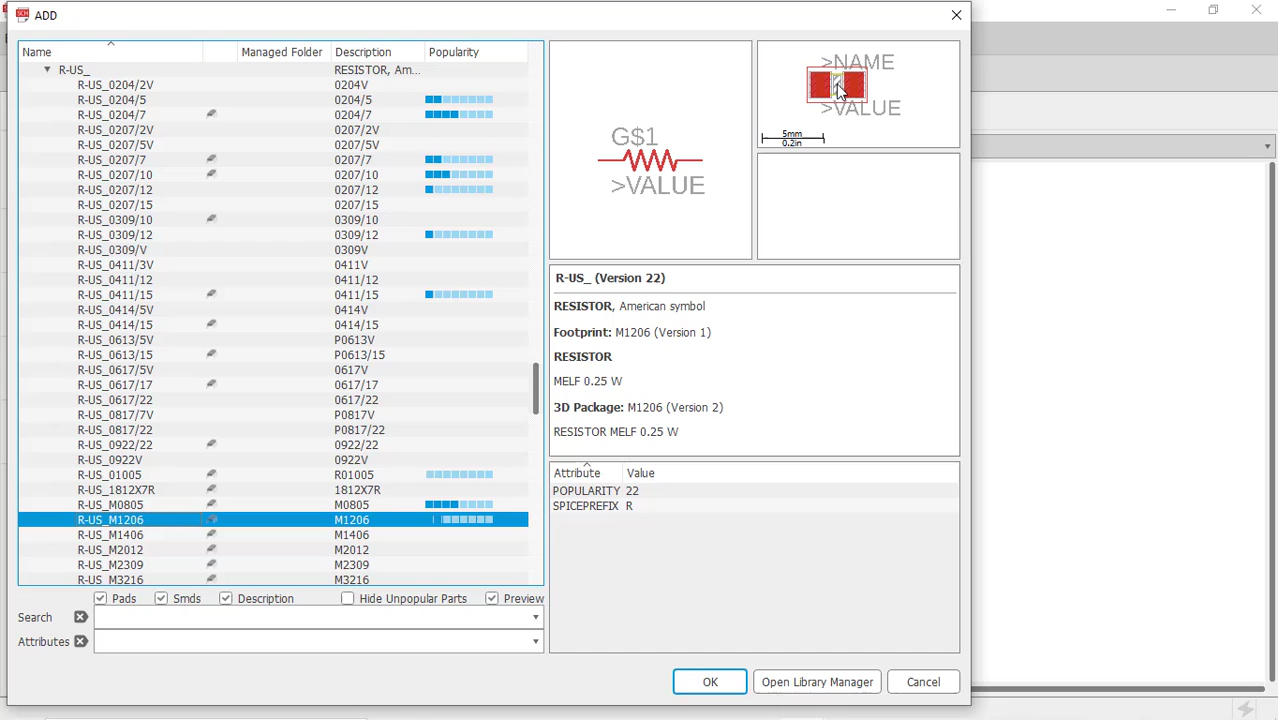 ADD
Name Managed Folder Description Popularity
R-US_ RESISTOR, Am...
R-US_0204/2V 0204V
R-US_0204/5 0204/5
R-US_0204/7 0204/7
R-US_0207/2V 0207/2V
R-US_0207/5V 0207/5V
R-US_0207/7 0207/7
R-US_0207/10 0207/10
R-US_0207/12 0207/12
R-US_0207/15 0207/15
R-US_0309/10 0309/10
R-US_0309/12 0309/12
R-US_0309/V 0309V
R-US_0411/3V 0411V
R-US_0411/12 0411/12
R-US_0411/15 0411/15
R-US_0414/5V 0414V
R-US_0414/15 0414/15
R-US_0613/5V P0613V
R-US_0613/15 P0613/15
R-US_0617/5V 0617V
R-US_0617/17 0617/17
R-US_0617/22 0617/22
R-US_0817/7V P0817V
R-US_0817/22 P0817/22
R-US_0922/22 0922/22
R-US_0922V 0922V
R-US_01005 R01005
R-US_1812X7R 1812X7R
R-US_M0805 M0805
R-US_M1206 M1206
R-US_M1406 M1406
R-US_M2012 M2012
R-US_M2309 M2309
R-US_M3216 M3216
Pads Smds Description Hide Unpopular Parts Preview
Search
Attributes
G$1
>VALUE
>NAME
>VALUE
5mm
0.2in
R-US_ (Version 22)
RESISTOR, American symbol
Footprint: M1206 (Version 1)
RESISTOR
MELF 0.25 W
3D Package: M1206 (Version 2)
RESISTOR MELF 0.25 W
Attribute Value
POPULARITY 22
SPICEPREFIX R
OK Open Library Manager Cancel